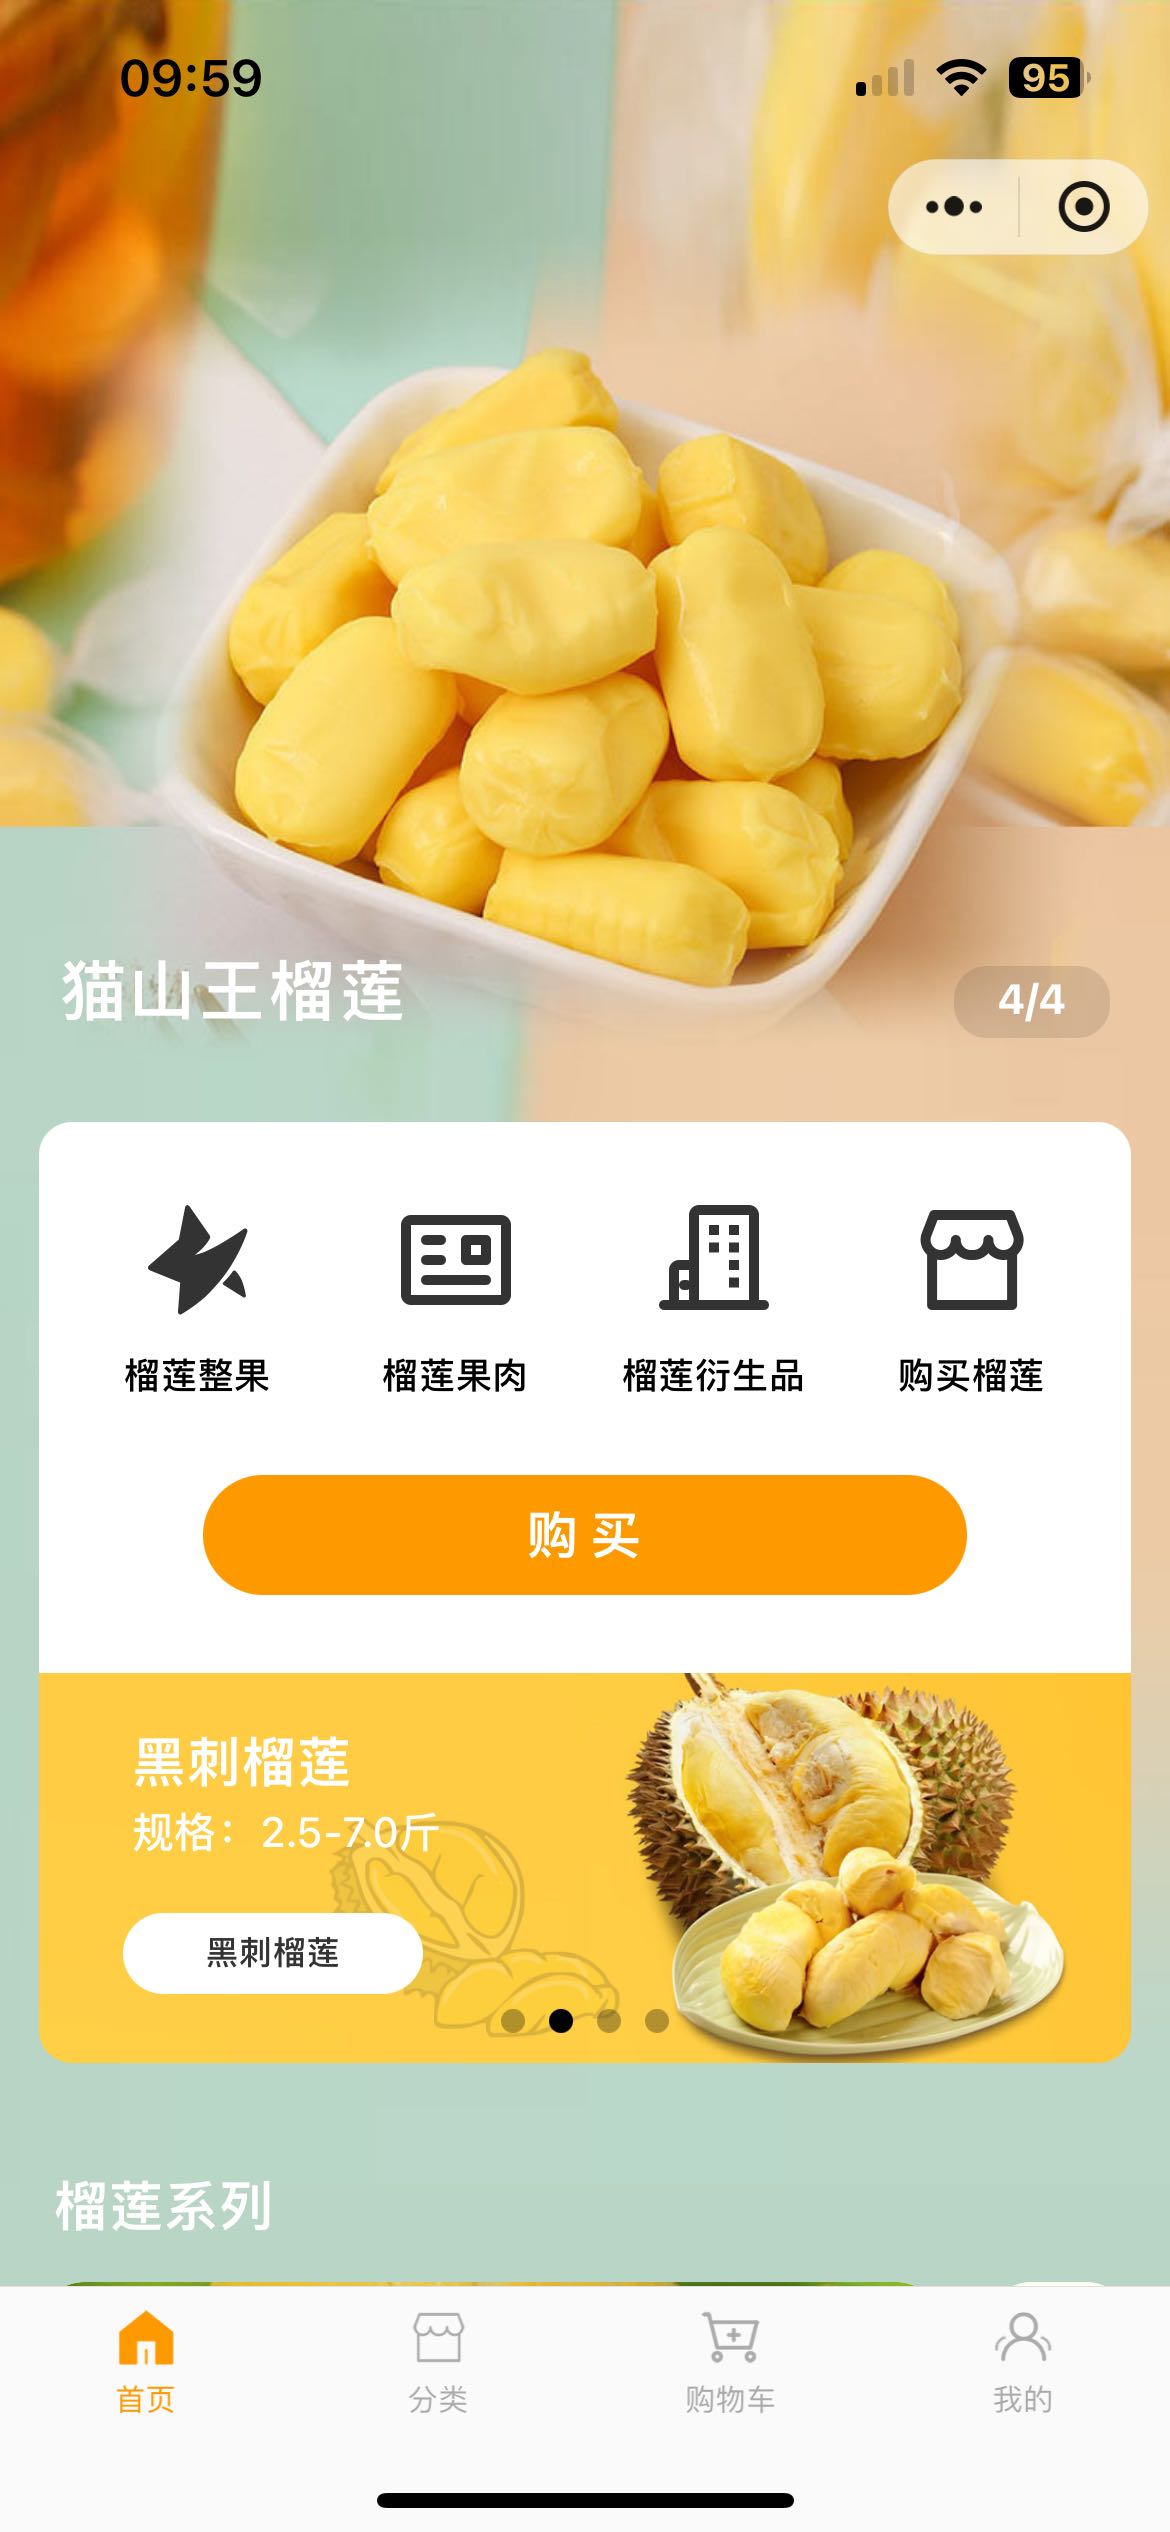 09:59
95
猫山王榴莲
4/4
榴莲整果 榴莲果肉 榴莲衍生品 购买榴莲
购买
黑刺榴莲
规格：2.5-7.0斤
黑刺榴莲
榴莲系列
首页 分类 购物车 我的